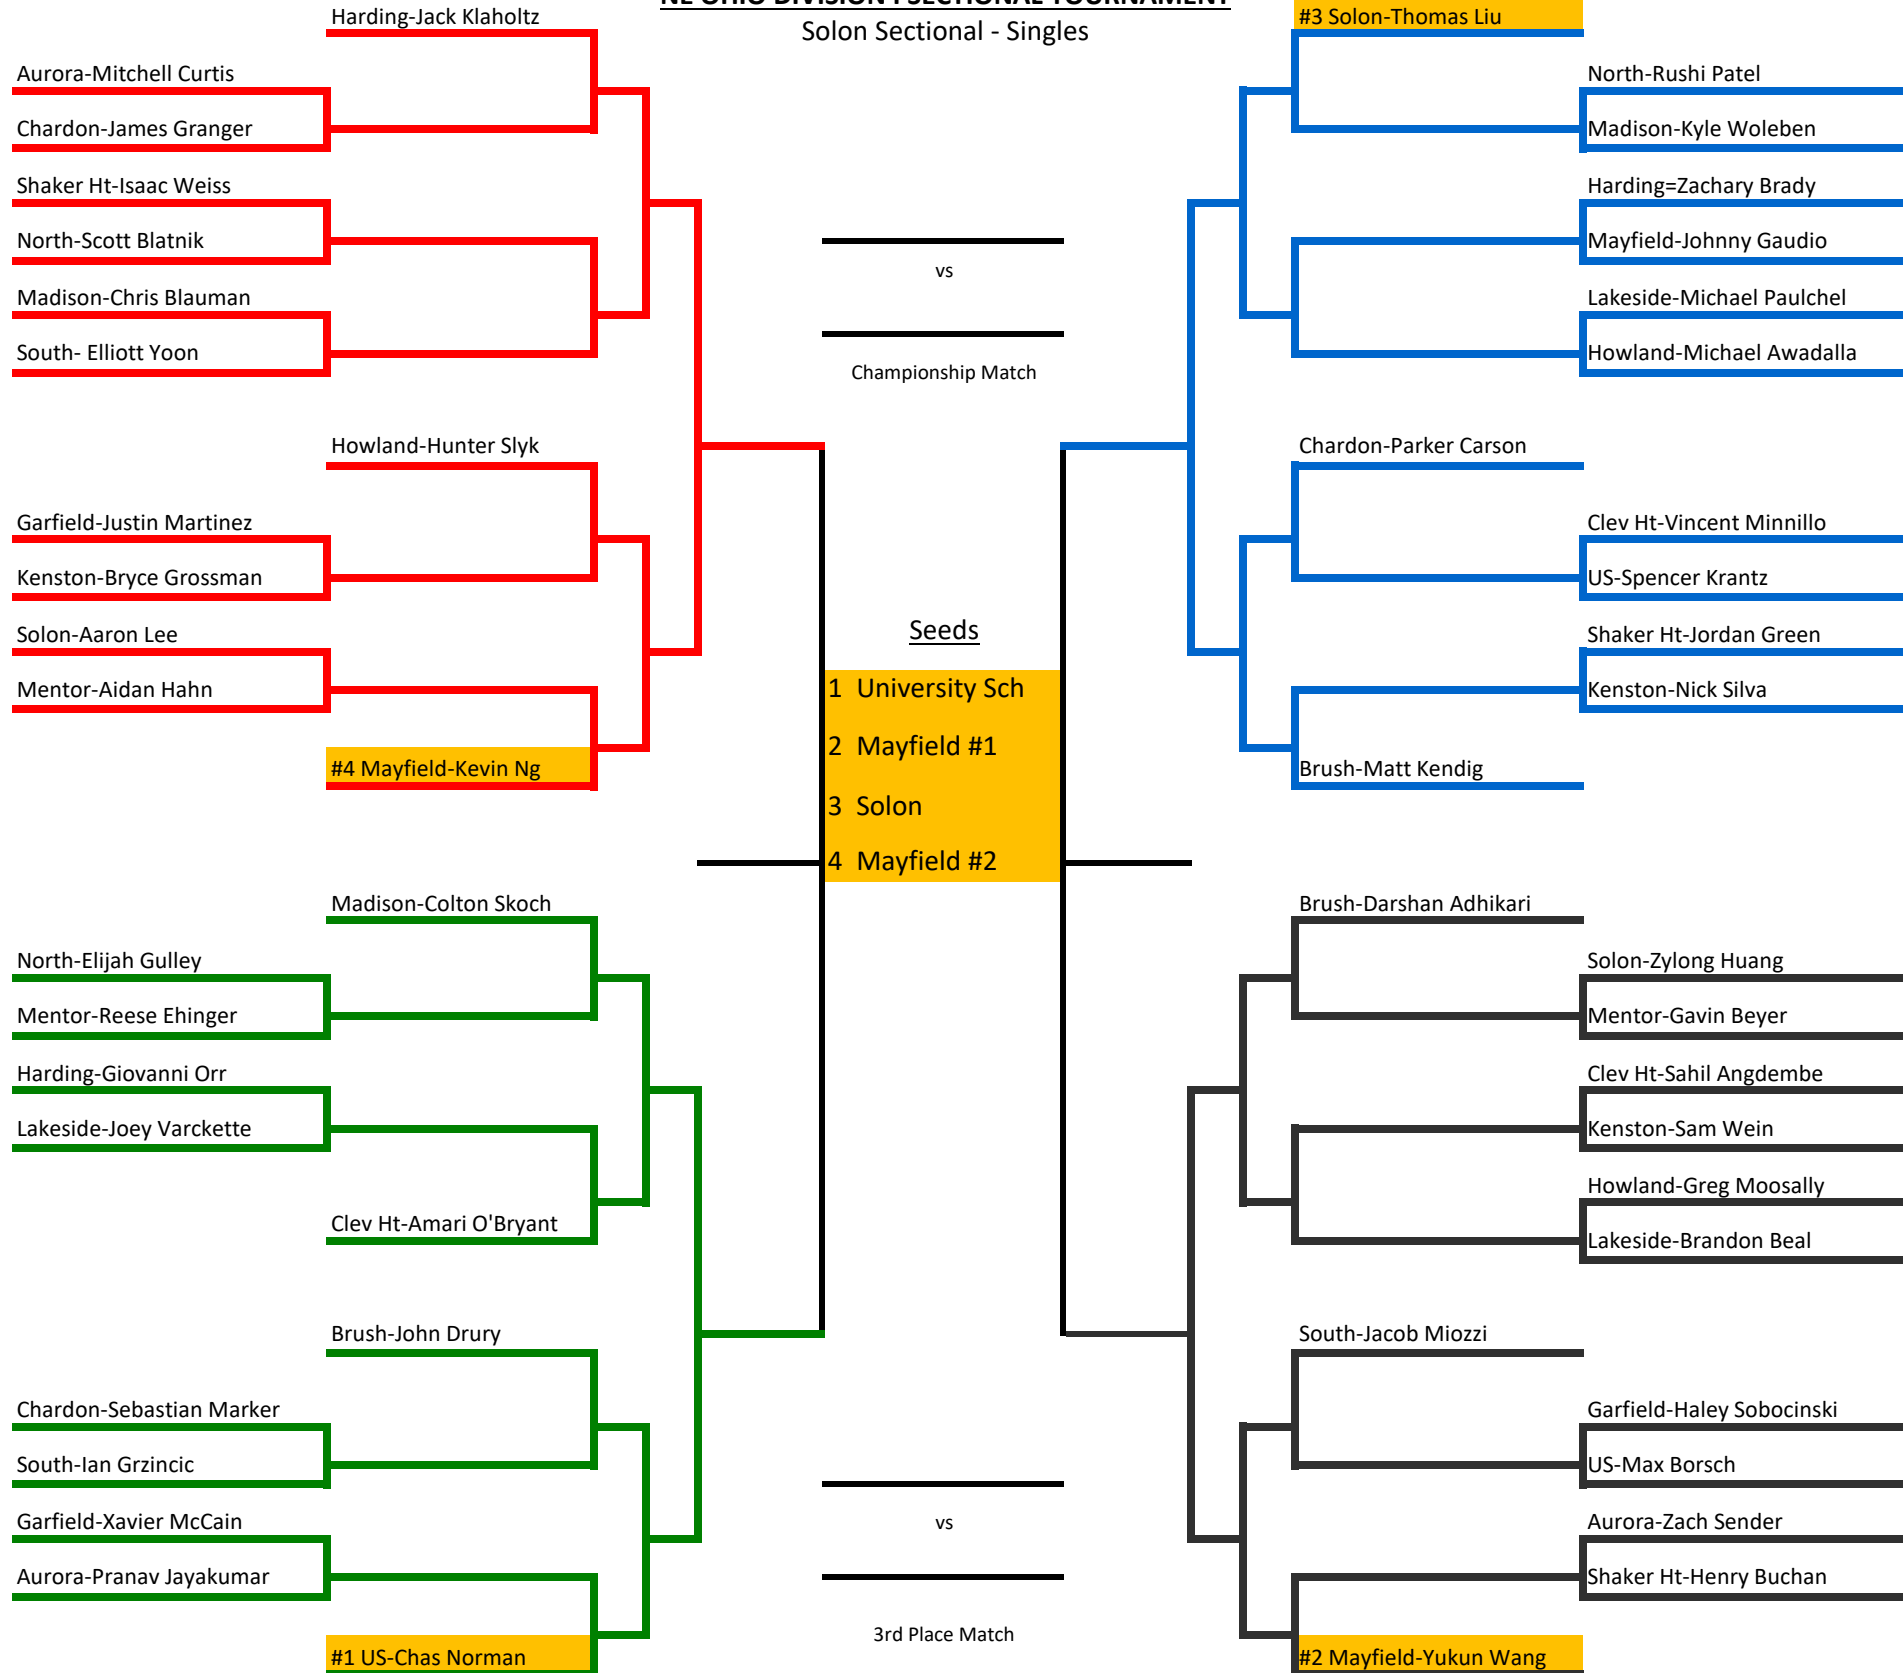 NE OHIO DIVISION I SECTIONAL TOURNAMENT
Solon Sectional - Singles
Harding-Jack Klaholtz
Aurora-Mitchell Curtis
Chardon-James Granger
Shaker Ht-Isaac Weiss
North-Scott Blatnik
Madison-Chris Blauman
South- Elliott Yoon
Howland-Hunter Slyk
Garfield-Justin Martinez
Kenston-Bryce Grossman
Solon-Aaron Lee
Mentor-Aidan Hahn
#4 Mayfield-Kevin Ng
Madison-Colton Skoch
North-Elijah Gulley
Mentor-Reese Ehinger
Harding-Giovanni Orr
Lakeside-Joey Varckette
Clev Ht-Amari O'Bryant
Brush-John Drury
Chardon-Sebastian Marker
South-Ian Grzincic
Garfield-Xavier McCain
Aurora-Pranav Jayakumar
#1 US-Chas Norman
vs
Championship Match
Seeds
1 University Sch
2 Mayfield #1
3 Solon
4 Mayfield #2
vs
3rd Place Match
#3 Solon-Thomas Liu
North-Rushi Patel
Madison-Kyle Woleben
Harding=Zachary Brady
Mayfield-Johnny Gaudio
Lakeside-Michael Paulchel
Howland-Michael Awadalla
Chardon-Parker Carson
Clev Ht-Vincent Minnillo
US-Spencer Krantz
Shaker Ht-Jordan Green
Kenston-Nick Silva
Brush-Matt Kendig
Brush-Darshan Adhikari
Solon-Zylong Huang
Mentor-Gavin Beyer
Clev Ht-Sahil Angdembe
Kenston-Sam Wein
Howland-Greg Moosally
Lakeside-Brandon Beal
South-Jacob Miozzi
Garfield-Haley Sobocinski
US-Max Borsch
Aurora-Zach Sender
Shaker Ht-Henry Buchan
#2 Mayfield-Yukun Wang